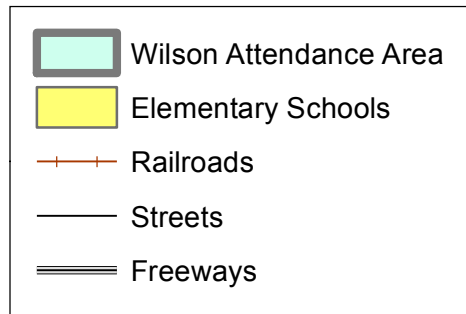 Wilson Attendance Area
Elementary Schools
Railroads
Streets
Freeways